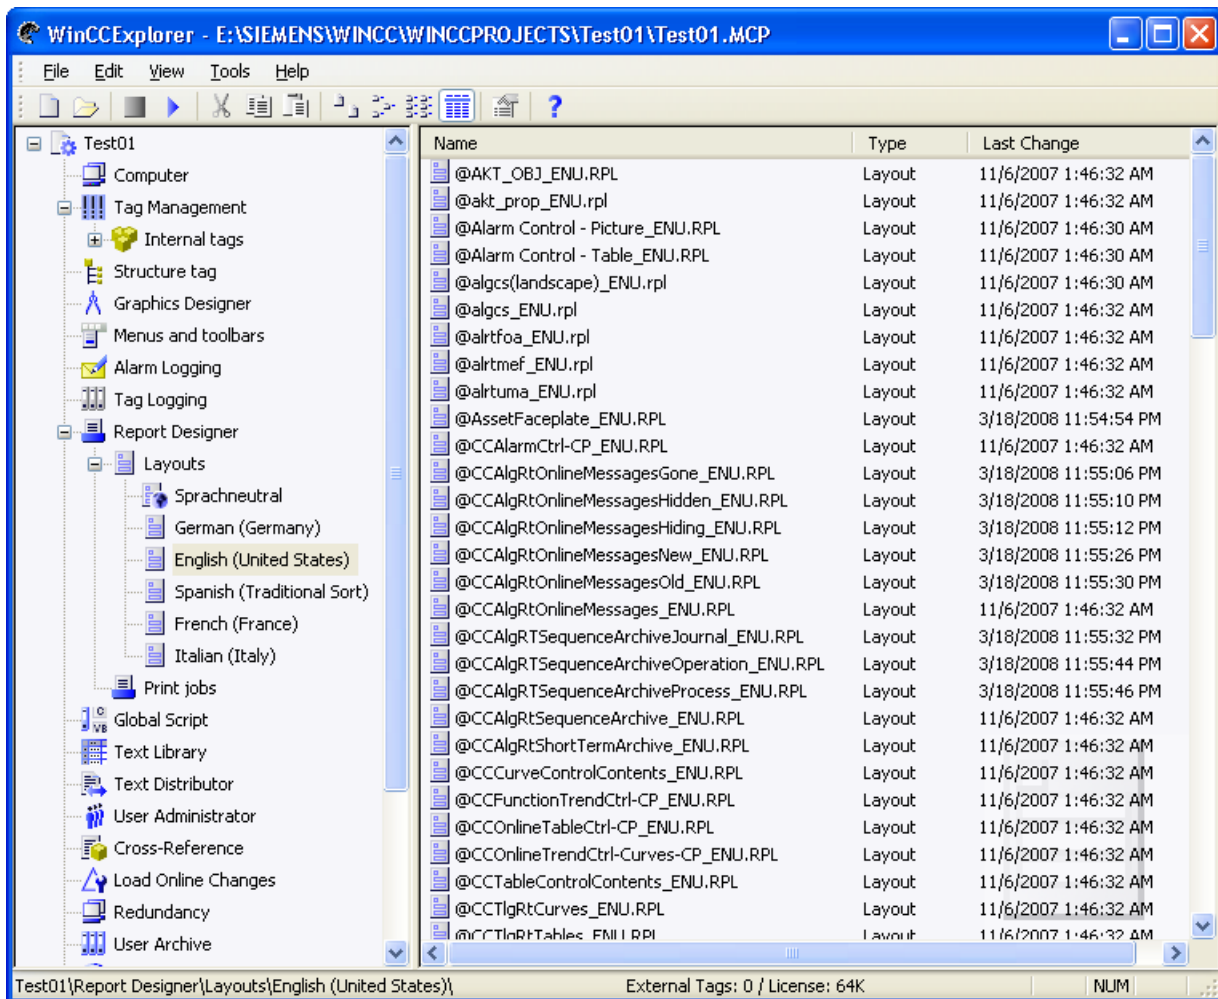 WinCCExplorer - E:\SIEMENS\WINCC\WINCCPROJECTS\Test01\Test01.MCP
File Edit View Tools Help
Test01
Computer
Tag Management
Internal tags
Structure tag
Graphics Designer
Menus and toolbars
Alarm Logging
Tag Logging
Report Designer
Layouts
Sprachneutral
German (Germany)
English (United States)
Spanish (Traditional Sort)
French (France)
Italian (Italy)
Print jobs
Global Script
Text Library
Text Distributor
User Administrator
Cross-Reference
Load Online Changes
Redundancy
User Archive
Name Type Last Change
@AKT_OBJ_ENU.RPL Layout 11/6/2007 1:46:32 AM
@akt_prop_ENU.rpl Layout 11/6/2007 1:46:32 AM
@Alarm Control - Picture_ENU.RPL Layout 11/6/2007 1:46:30 AM
@Alarm Control - Table_ENU.RPL Layout 11/6/2007 1:46:30 AM
@algcs(landscape)_ENU.rpl Layout 11/6/2007 1:46:30 AM
@algcs_ENU.rpl Layout 11/6/2007 1:46:32 AM
@alrtfoa_ENU.rpl Layout 11/6/2007 1:46:32 AM
@alrtmef_ENU.rpl Layout 11/6/2007 1:46:32 AM
@alrtuma_ENU.rpl Layout 11/6/2007 1:46:32 AM
@AssetFaceplate_ENU.RPL Layout 3/18/2008 11:54:54 PM
@CCAlarmCtrl-CP_ENU.RPL Layout 11/6/2007 1:46:32 AM
@CCAlgRtOnlineMessagesGone_ENU.RPL Layout 3/18/2008 11:55:06 PM
@CCAlgRtOnlineMessagesHidden_ENU.RPL Layout 3/18/2008 11:55:10 PM
@CCAlgRtOnlineMessagesHiding_ENU.RPL Layout 3/18/2008 11:55:12 PM
@CCAlgRtOnlineMessagesNew_ENU.RPL Layout 3/18/2008 11:55:26 PM
@CCAlgRtOnlineMessagesOld_ENU.RPL Layout 3/18/2008 11:55:30 PM
@CCAlgRtOnlineMessages_ENU.RPL Layout 11/6/2007 1:46:32 AM
@CCAlgRTSequenceArchiveJournal_ENU.RPL Layout 3/18/2008 11:55:32 PM
@CCAlgRTSequenceArchiveOperation_ENU.RPL Layout 3/18/2008 11:55:44 PM
@CCAlgRTSequenceArchiveProcess_ENU.RPL Layout 3/18/2008 11:55:46 PM
@CCAlgRtSequenceArchive_ENU.RPL Layout 11/6/2007 1:46:32 AM
@CCAlgRtShortTermArchive_ENU.RPL Layout 11/6/2007 1:46:32 AM
@CCCurveControlContents_ENU.RPL Layout 11/6/2007 1:46:32 AM
@CCFunctionTrendCtrl-CP_ENU.RPL Layout 11/6/2007 1:46:32 AM
@CCOnlineTableCtrl-CP_ENU.RPL Layout 11/6/2007 1:46:32 AM
@CCOnlineTrendCtrl-Curves-CP_ENU.RPL Layout 11/6/2007 1:46:32 AM
@CCTableControlContents_ENU.RPL Layout 11/6/2007 1:46:32 AM
@CCTlgRtCurves_ENU.RPL Layout 11/6/2007 1:46:32 AM
@CCTlgRtTables_ENU.RPL Layout 11/6/2007 1:46:32 AM
Test01\Report Designer\Layouts\English (United States)\ External Tags: 0 / License: 64K NUM